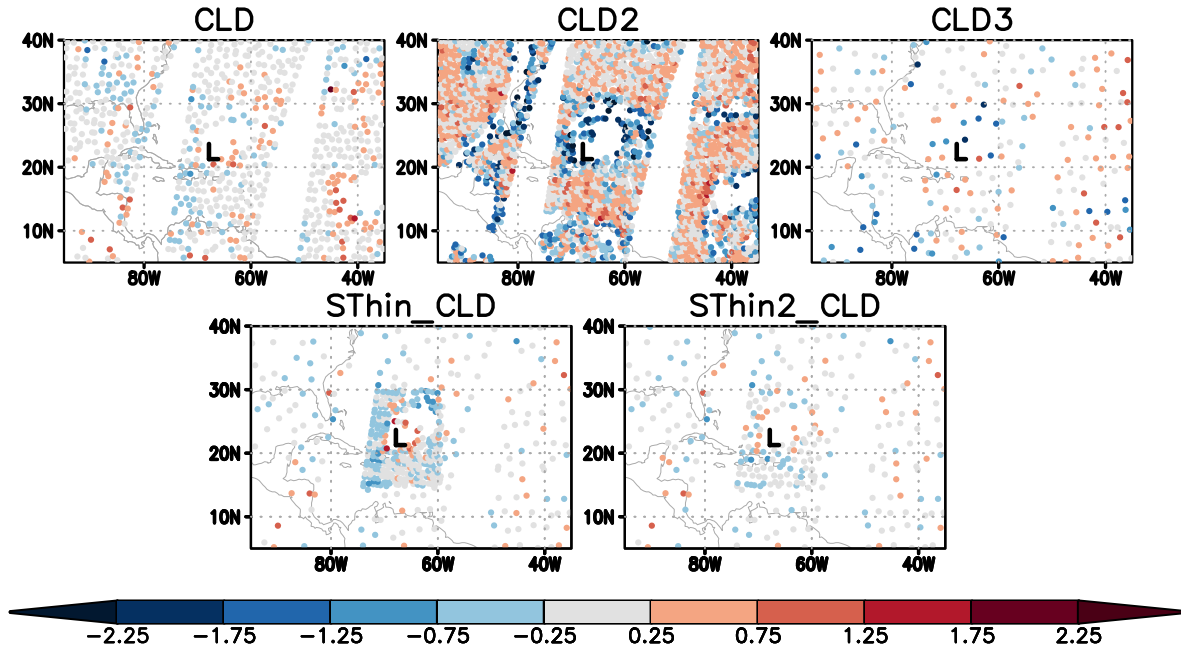 CLD CLD2 CLD3
40N 40N 40N
30N 30N 30N
L L L
20N 20N 20N
10N 10N 10N
80W 60W 40W 80W 60W 40W 80W 60W 40W
SThin_CLD SThin2_CLD
40N 40N
30N 30N
L L
20N 20N
10N 10N
80W 60W 40W 80W 60W 40W
−2.25 −1.75 −1.25 −0.75 −0.25 0.25 0.75 1.25 1.75 2.25